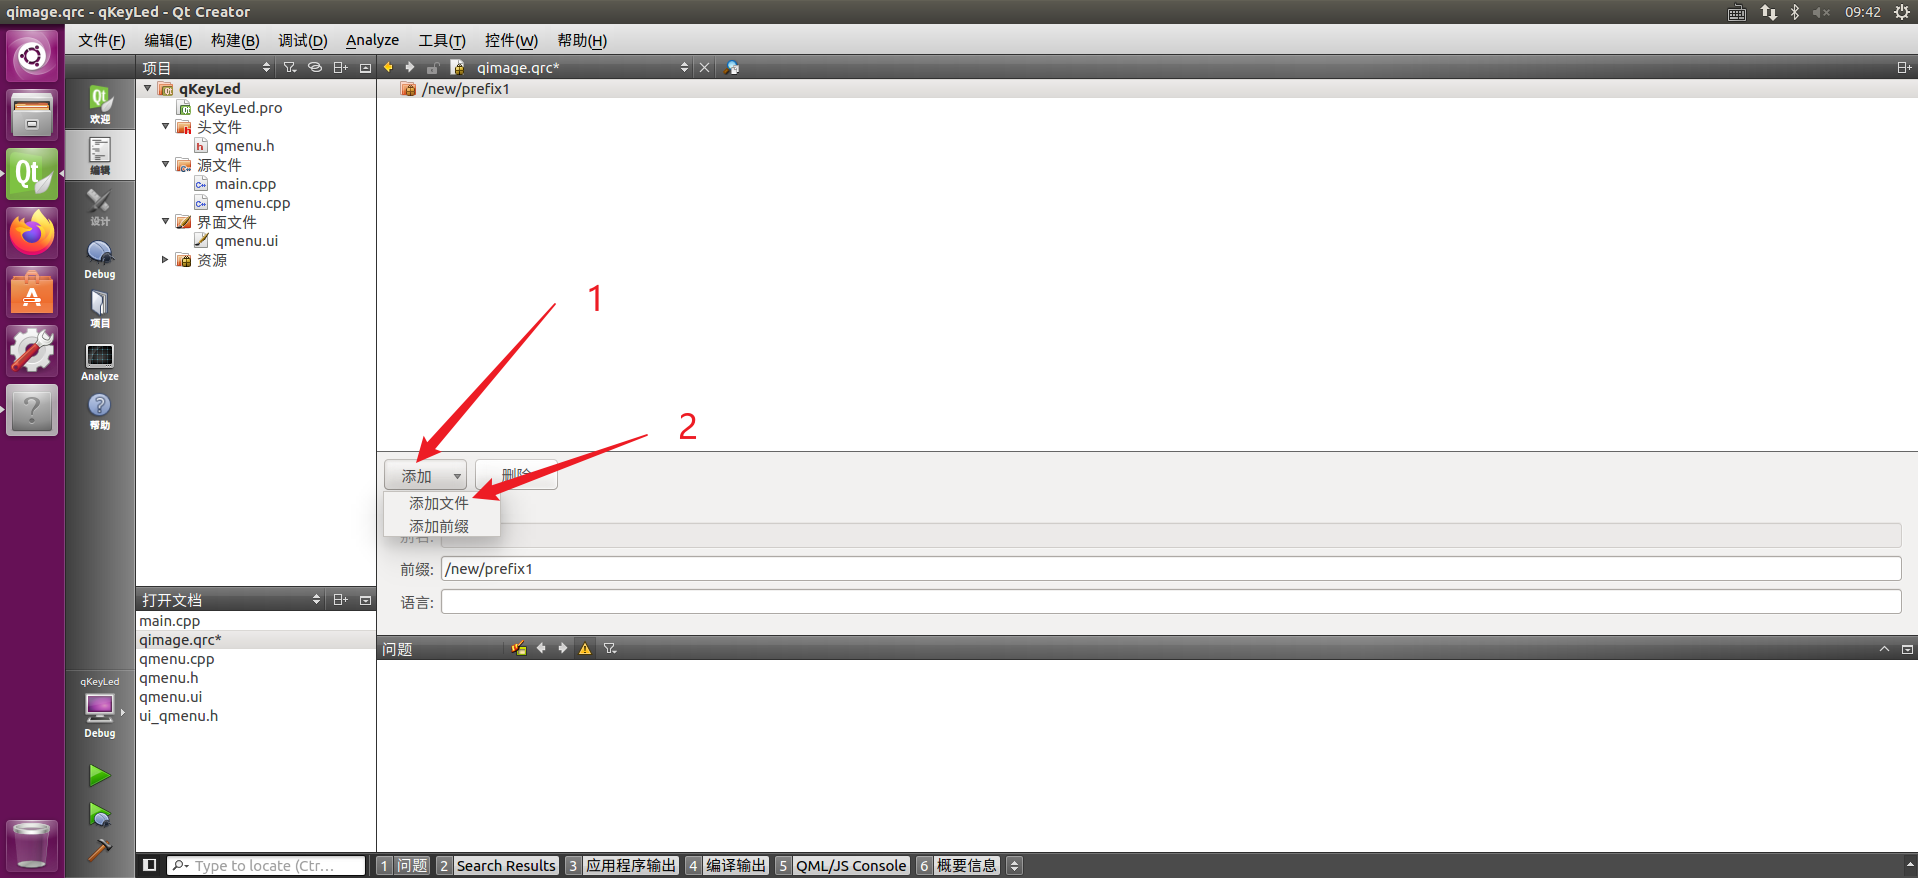 qimage.qrc - qKeyLed - Qt Creator
09:42
文件(F) 编辑(E) 构建(B) 调试(D) Analyze 工具(T) 控件(W) 帮助(H)
项目
qimage.qrc*
qKeyLed
qKeyLed.pro
头文件
qmenu.h
源文件
main.cpp
qmenu.cpp
界面文件
qmenu.ui
资源
欢迎
编辑
设计
Debug
项目
Analyze
帮助
/new/prefix1
1
2
添加
删除
添加文件
添加前缀
别名:
前缀: /new/prefix1
语言:
打开文档
main.cpp
qimage.qrc*
qmenu.cpp
qmenu.h
qmenu.ui
ui_qmenu.h
问题
qKeyLed
Debug
Type to locate (Ctr...
1 问题 2 Search Results 3 应用程序输出 4 编译输出 5 QML/JS Console 6 概要信息